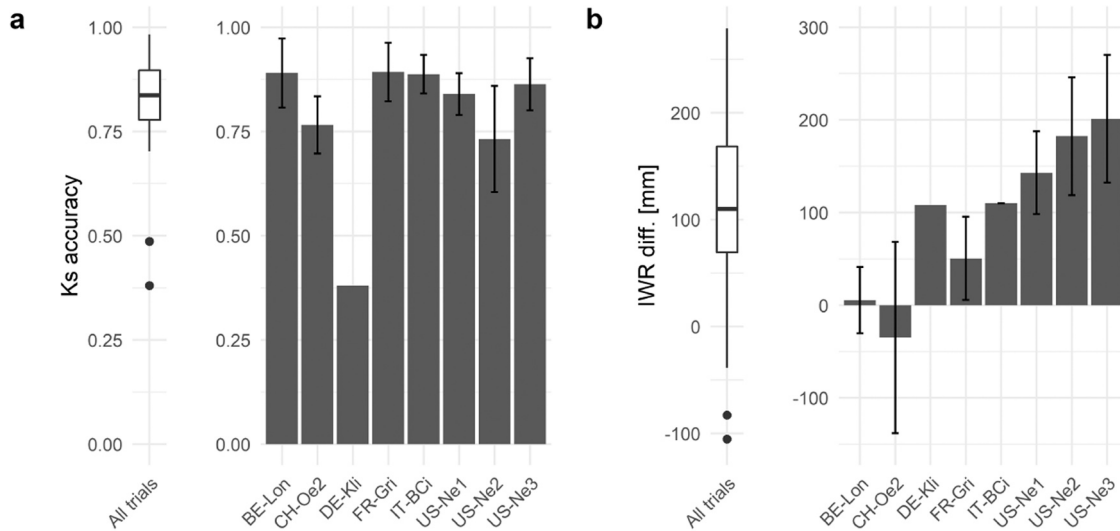 a
Ks accuracy
1.00
0.75
0.50
0.25
0.00
All trials
1.00
0.75
0.50
0.25
0.00
BE-Lon
CH-Oe2
DE-Kli
FR-Gri
IT-BCi
US-Ne1
US-Ne2
US-Ne3
b
IWR diff. [mm]
200
100
0
-100
All trials
300
200
100
0
-100
BE-Lon
CH-Oe2
DE-Kli
FR-Gri
IT-BCi
US-Ne1
US-Ne2
US-Ne3